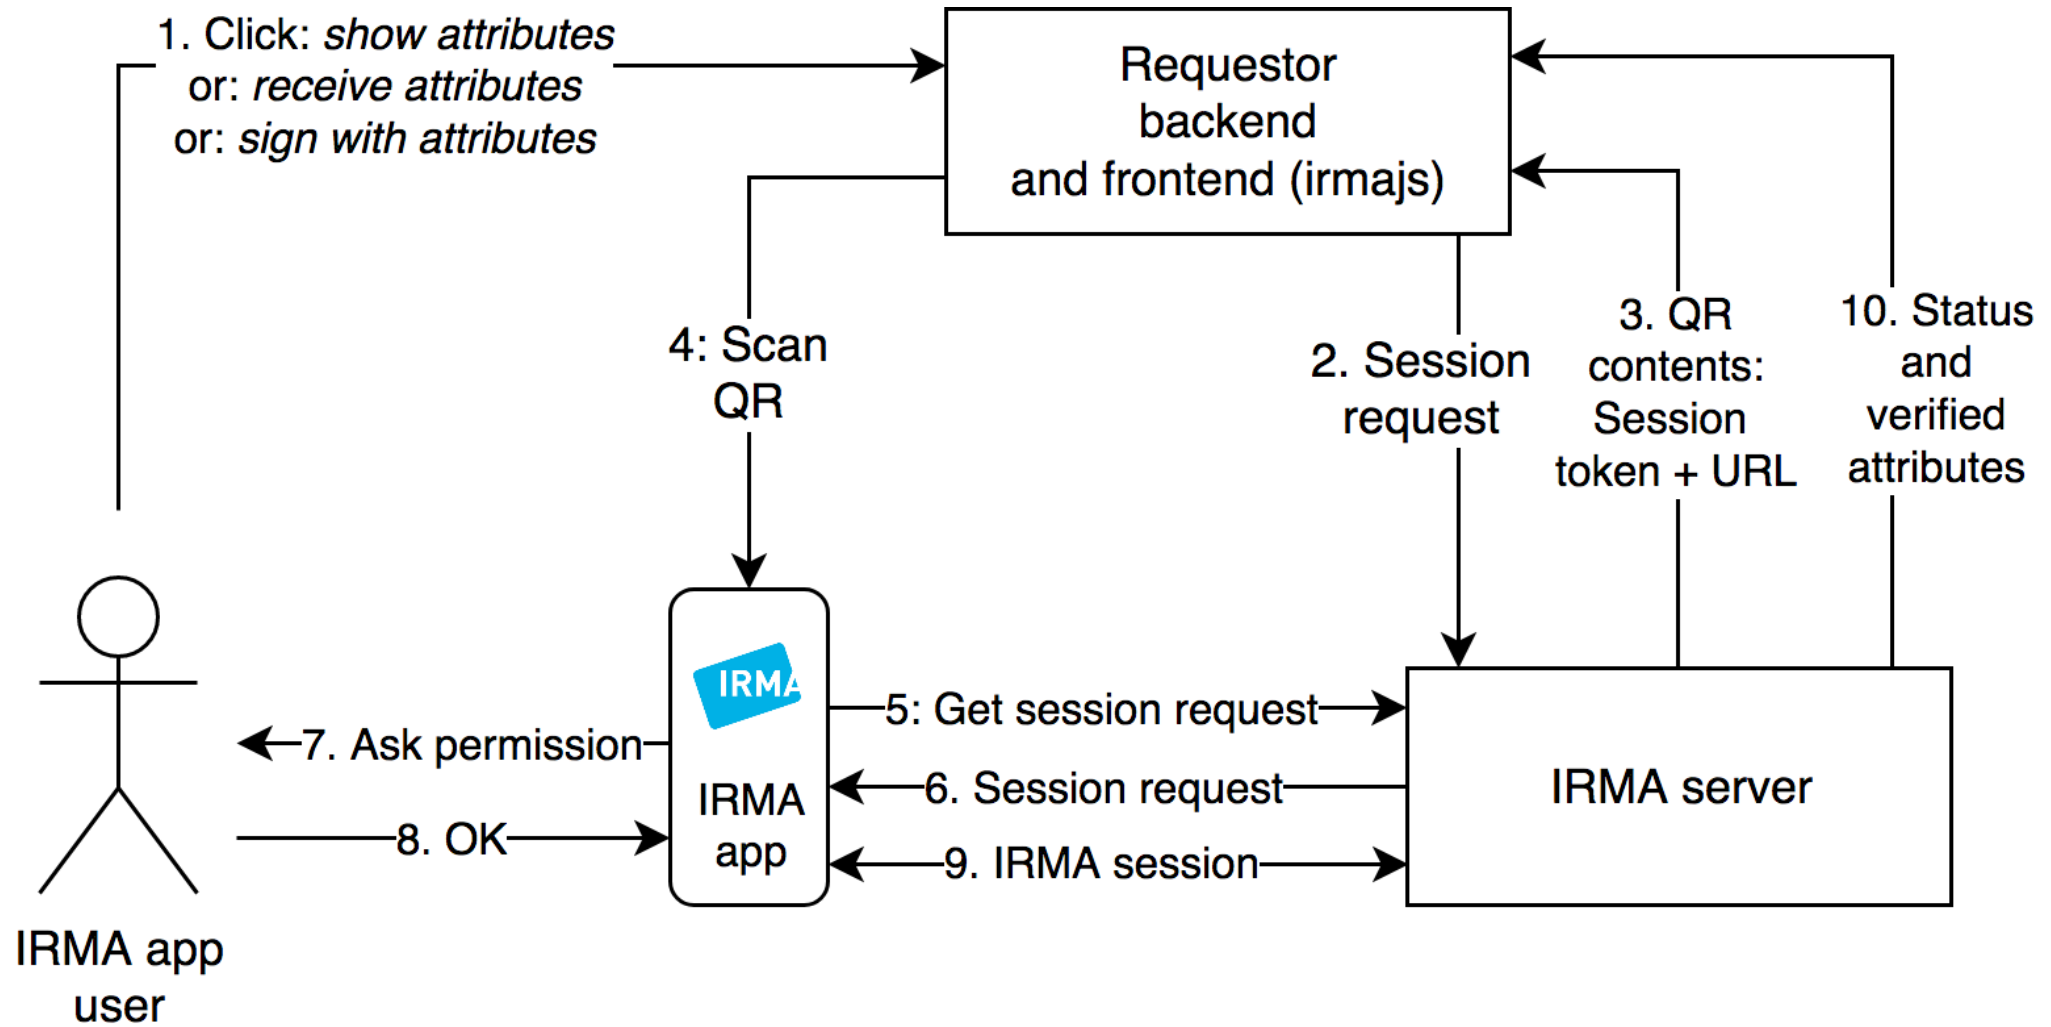 1. Click: show attributes
or: receive attributes
or: sign with attributes
Requestor
backend
and frontend (irmajs)
4: Scan
QR
2. Session
request
3. QR
contents:
Session
token + URL
10. Status
and
verified
attributes
IRMA
IRMA
app
5: Get session request
6. Session request
9. IRMA session
7. Ask permission
8. OK
IRMA server
IRMA app
user